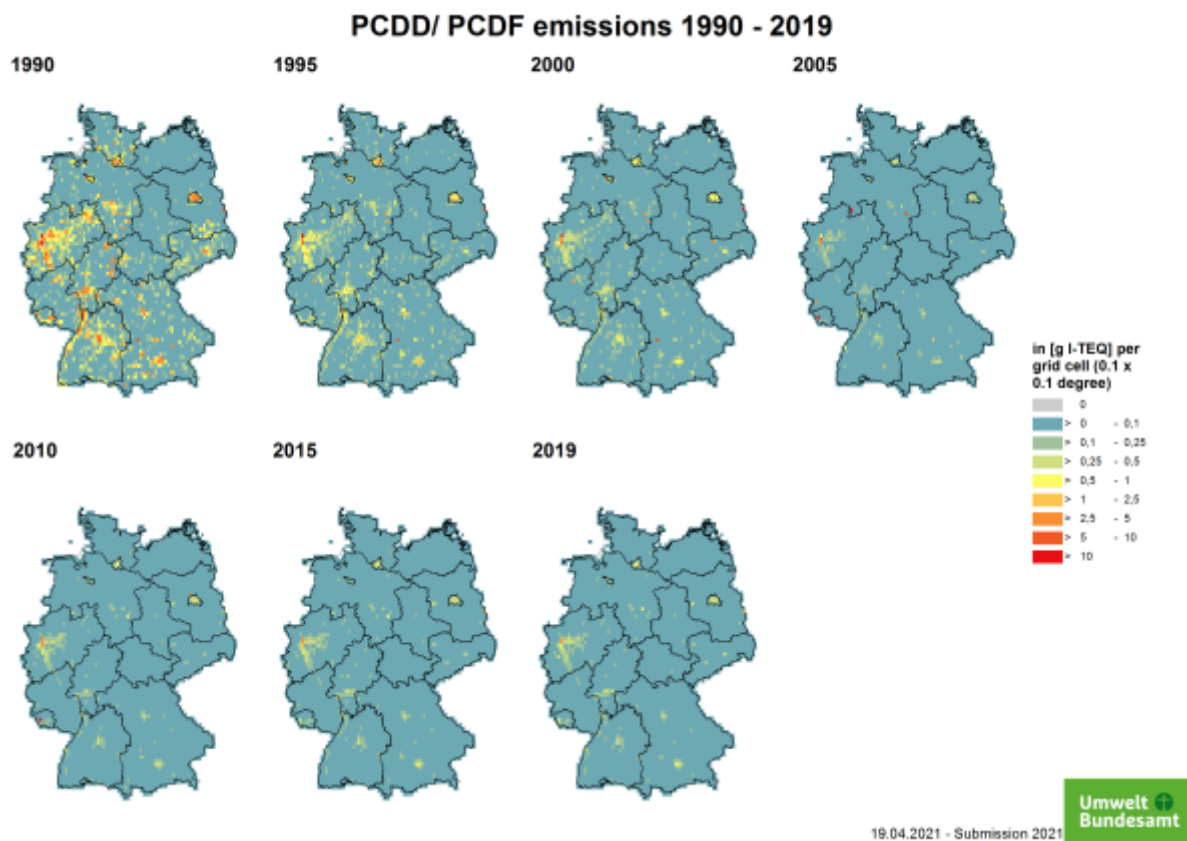 PCDD/ PCDF emissions 1990 - 2019
1990
1995
2000
2005
2010
2015
2019
in [g I-TEQ] per
grid cell (0.1 x
0.1 degree)
0
> 0 - 0,1
> 0,1 - 0,25
> 0,25 - 0,5
> 0,5 - 1
> 1 - 2,5
> 2,5 - 5
> 5 - 10
> 10
Umwelt
Bundesamt
19.04.2021 - Submission 2021